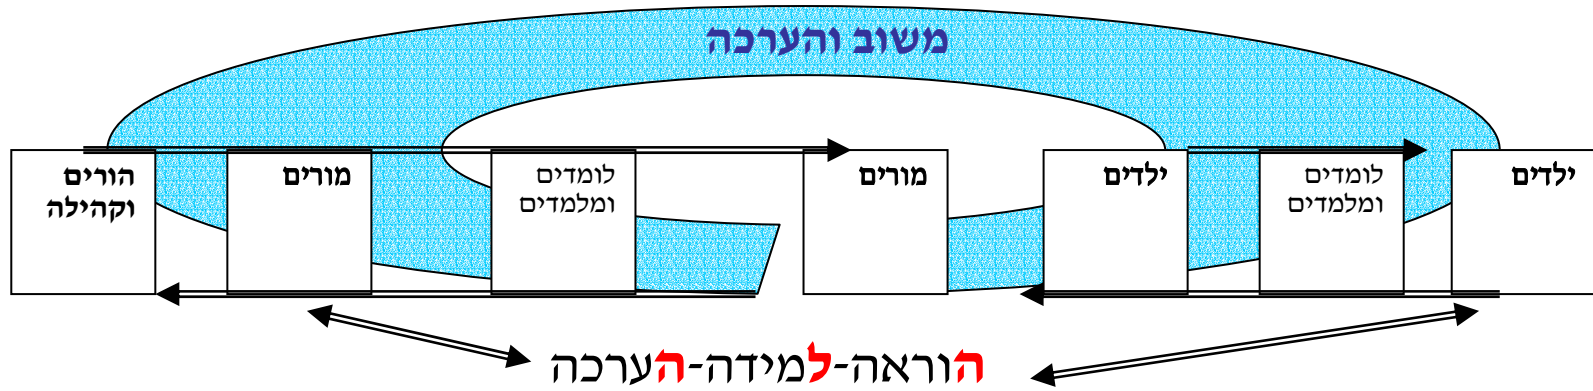 משוב והערכה
ילדים
לומדים
ומלמדים
ילדים
מורים
לומדים
ומלמדים
מורים
הורים
וקהילה
הוראה-למידה-הערכה